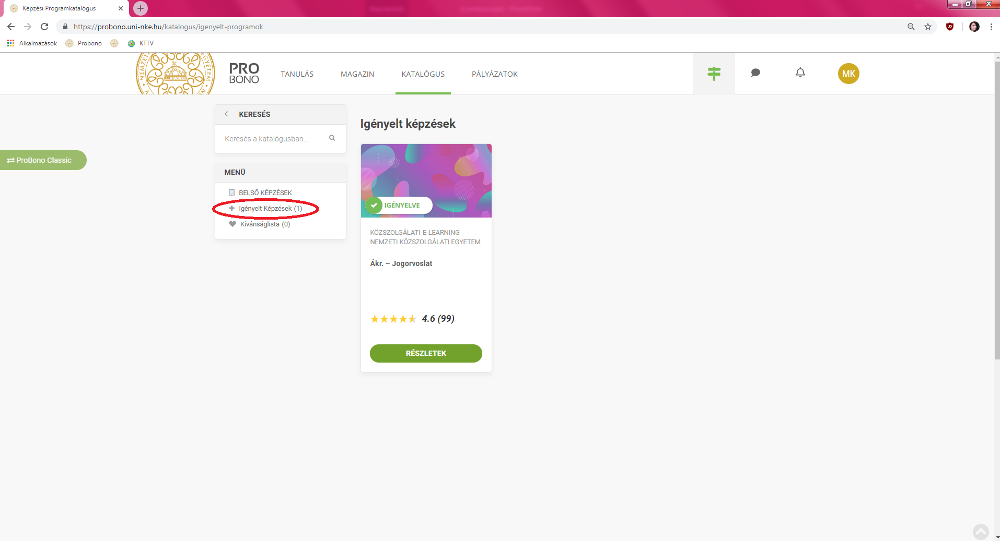 Képzési Programkatalógus
https://probono.uni-nke.hu/katalogus/igenyelt-programok
Alkalmazások
Probono
KTTV
NEMZETI
EGYETEM
PRO
BONO
TANULÁS
MAGAZIN
KATALÓGUS
PÁLYÁZATOK
MK
KERESÉS
Keresés a katalógusban..
ProBono Classic
MENÜ
BELSŐ KÉPZÉSEK
Igényelt Képzések (1)
Kívánságlista (0)
Igényelt képzések
IGÉNYELVE
KÖZSZOLGÁLATI E-LEARNING
NEMZETI KÖZSZOLGÁLATI EGYETEM
Ákr. – Jogorvoslat
4.6 (99)
RÉSZLETEK